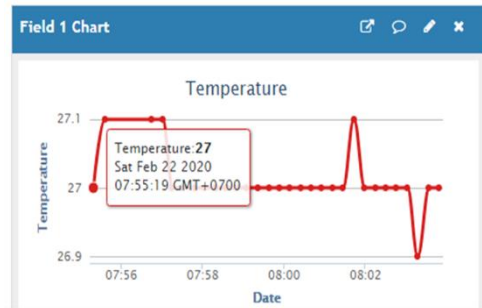 Field 1 Chart
Temperature
27.1
27
26.9
Temperature
Temperature:27
Sat Feb 22 2020
07:55:19 GMT+0700
07:56
07:58
08:00
08:02
Date